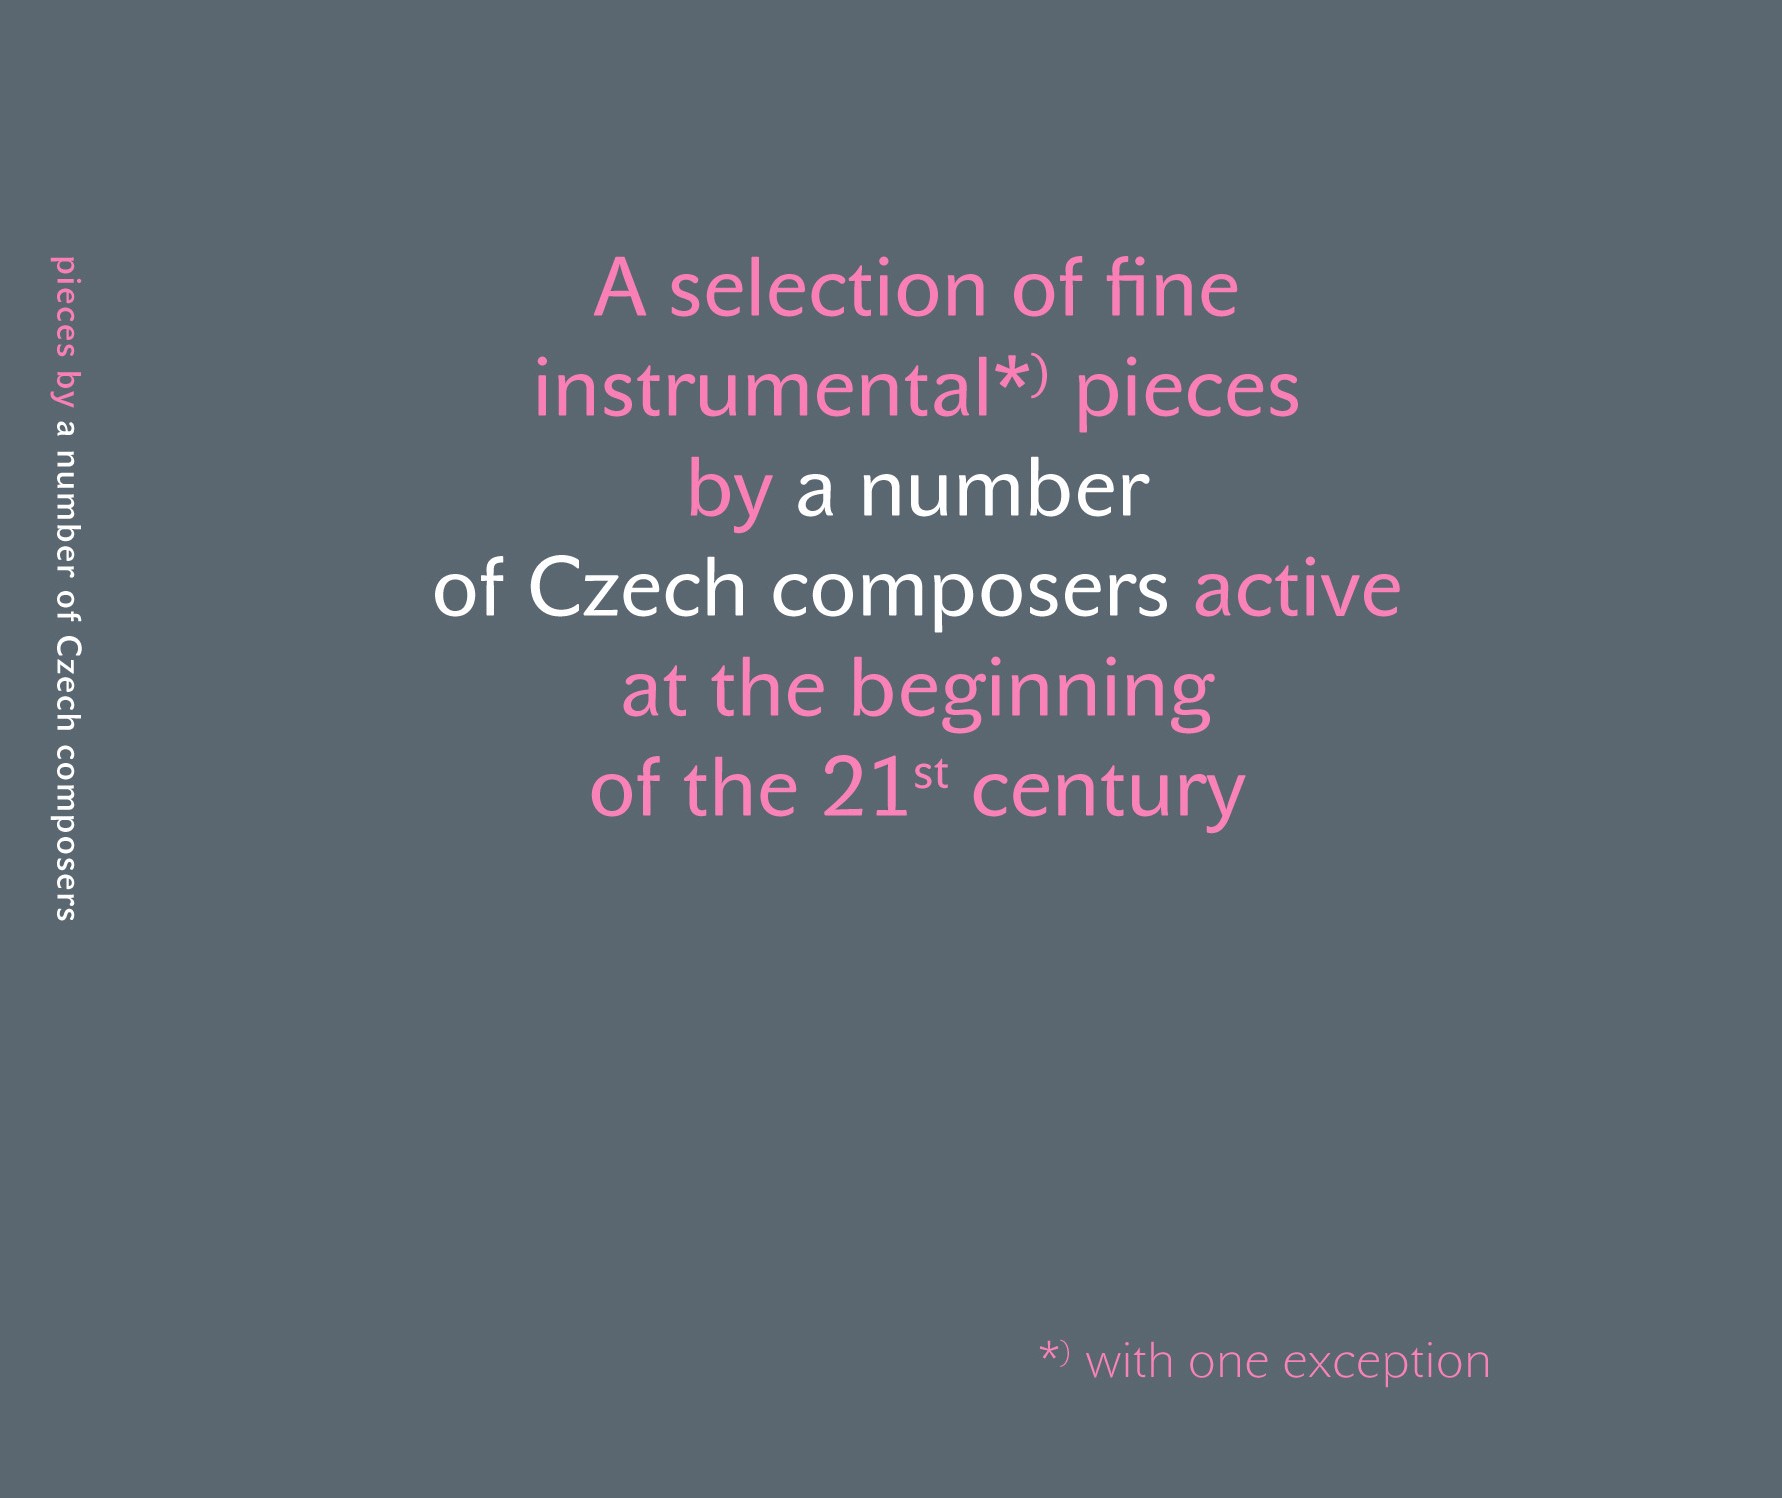 pieces by a number of Czech composers
A selection of fine
instrumental*) pieces
by a number
of Czech composers active
at the beginning
of the 21st century
*) with one exception